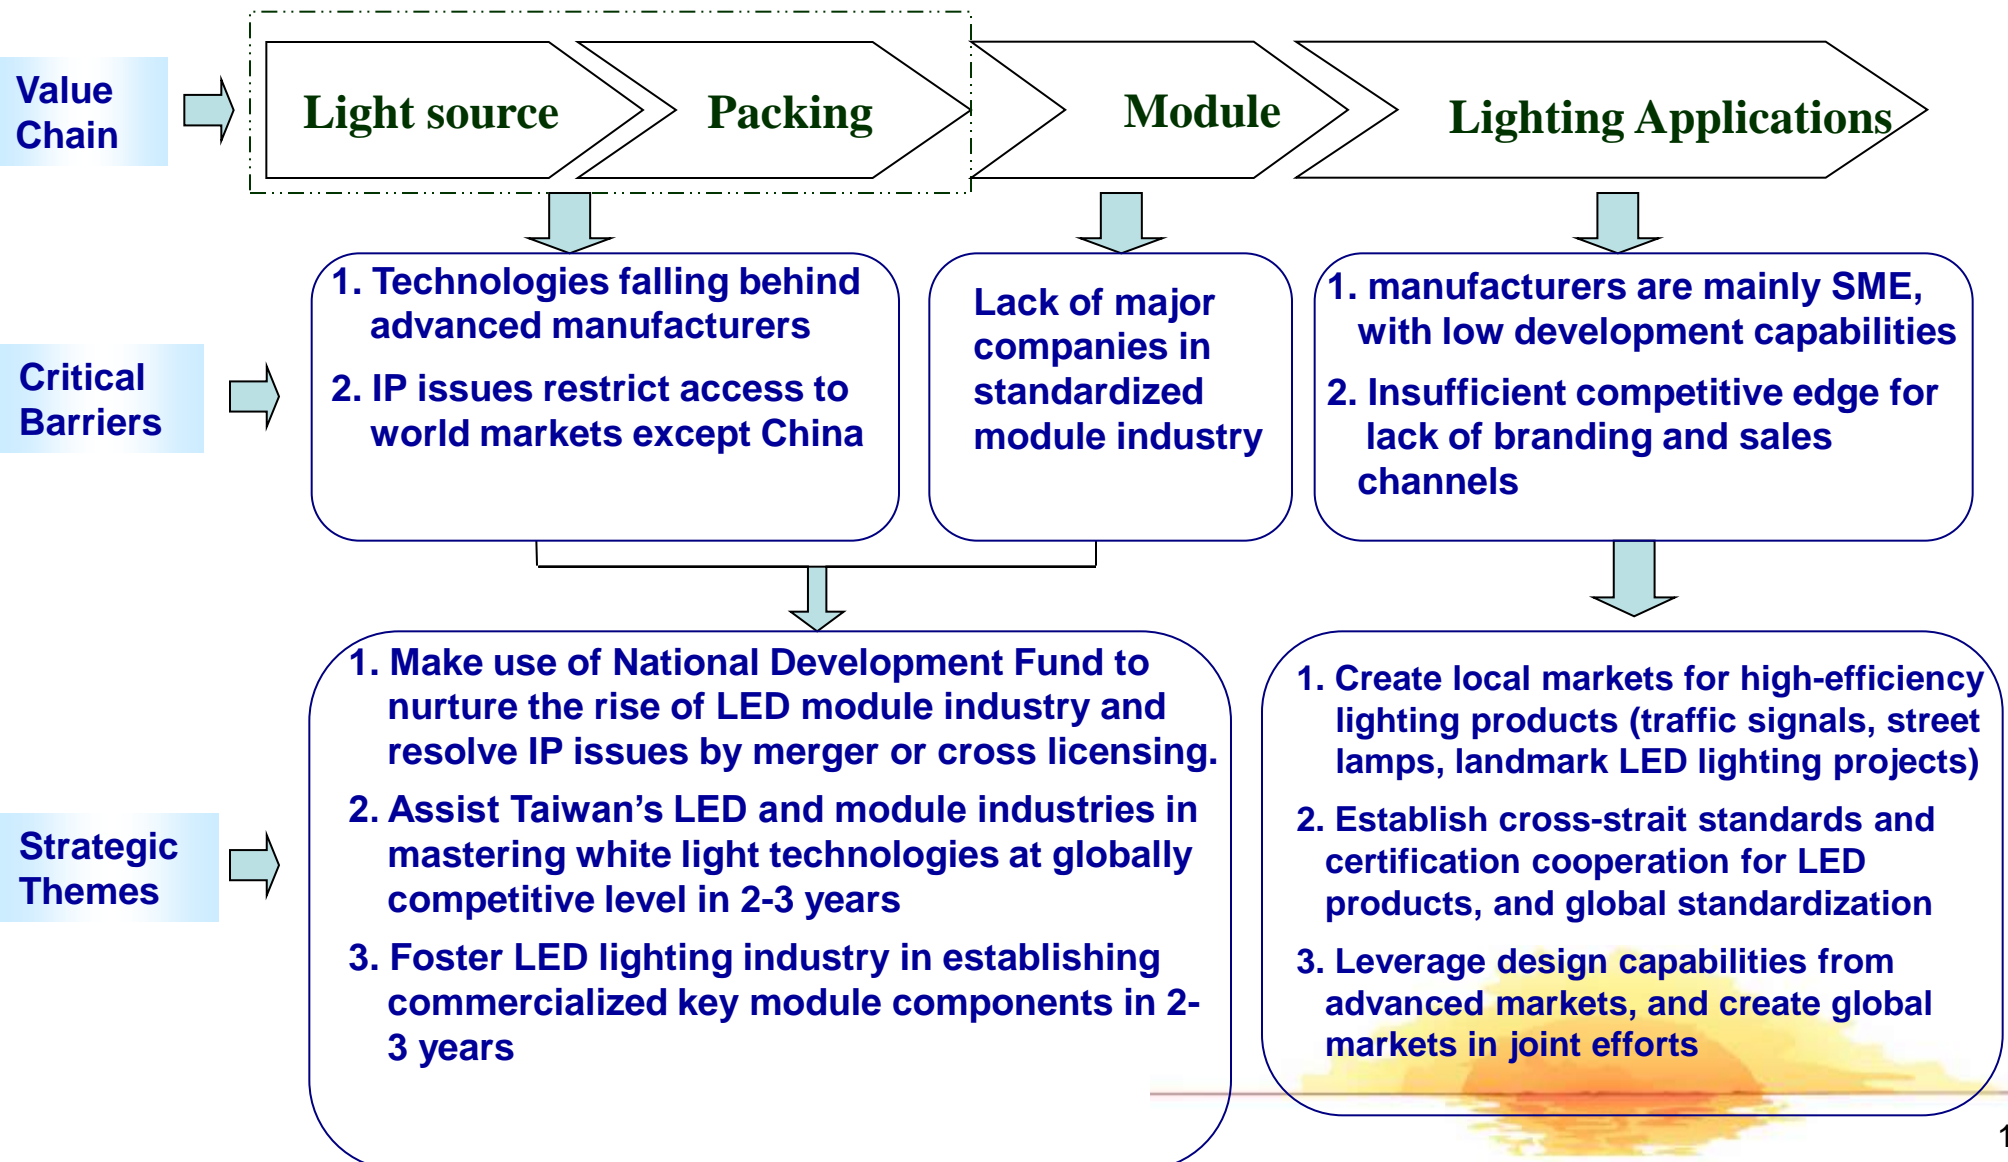 Value
Chain
Light source
Packing
Module
Lighting Applications
Critical
Barriers
1. Technologies falling behind
advanced manufacturers
2. IP issues restrict access to
world markets except China
Lack of major
companies in
standardized
module industry
1. manufacturers are mainly SME,
with low development capabilities
2. Insufficient competitive edge for
lack of branding and sales
channels
Strategic
Themes
1. Make use of National Development Fund to
nurture the rise of LED module industry and
resolve IP issues by merger or cross licensing.
2. Assist Taiwan’s LED and module industries in
mastering white light technologies at globally
competitive level in 2-3 years
3. Foster LED lighting industry in establishing
commercialized key module components in 2-
3 years
1. Create local markets for high-efficiency
lighting products (traffic signals, street
lamps, landmark LED lighting projects)
2. Establish cross-strait standards and
certification cooperation for LED
products, and global standardization
3. Leverage design capabilities from
advanced markets, and create global
markets in joint efforts